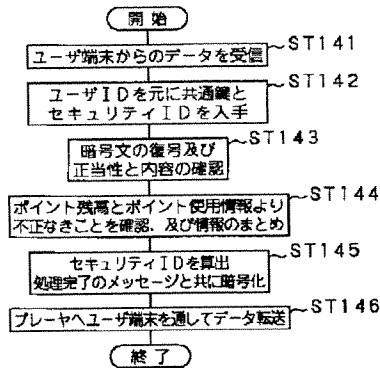 開始
ユーザ端末からのデータを受信
ST141
ユーザIDを元に共通鍵と
セキュリティIDを入手
ST142
暗号文の復号及び
正当性と内容の確認
ST143
ポイント残高とポイント使用情報より
不正なきことを確認、及び情報のまとめ
ST144
セキュリティIDを算出
処理完了のメッセージと共に暗号化
ST145
プレーヤへユーザ端末を通してデータ転送
ST146
終了